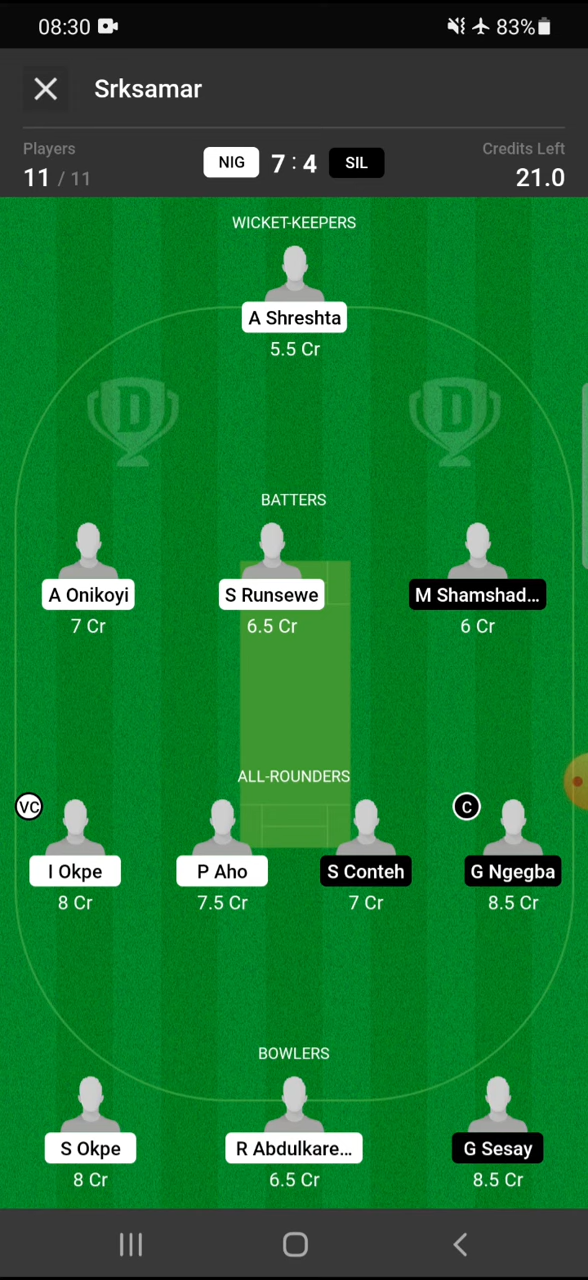 08:30
83%
Srksamar
Players
Credits Left
11 / 11
NIG 7 : 4 SIL
21.0
WICKET-KEEPERS
A Shreshta
5.5 Cr
D D
BATTERS
A Onikoyi S Runsewe M Shamshad...
7 Cr 6.5 Cr 6 Cr
ALL-ROUNDERS
VC C
I Okpe P Aho S Conteh G Ngegba
8 Cr 7.5 Cr 7 Cr 8.5 Cr
BOWLERS
S Okpe R Abdulkare... G Sesay
8 Cr 6.5 Cr 8.5 Cr